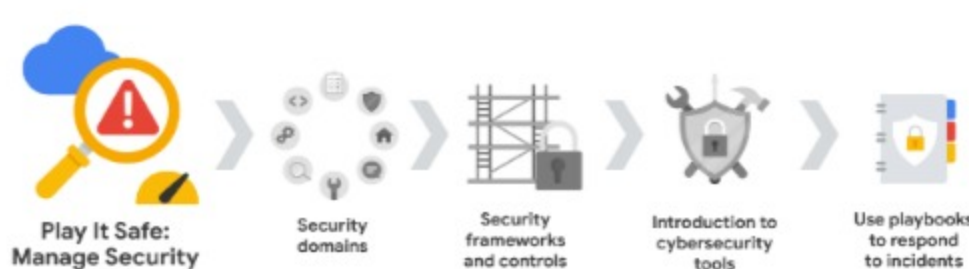 Play It Safe:
Manage Security
Security
domains
Security
frameworks
and controls
Introduction to
cybersecurity
tools
Use playbooks
to respond
to incidents